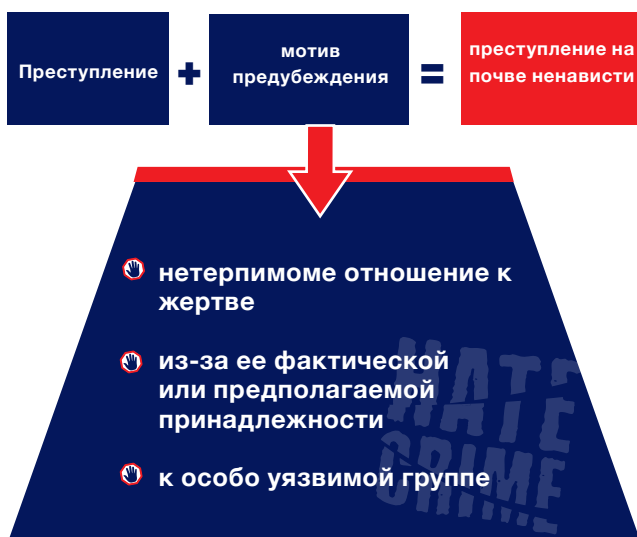 Преступление
+
мотив
предубеждения
=
преступление на
почве ненависти
нетерпимоме отношение к
жертве
из-за ее фактической
или предполагаемой
принадлежности
к особо уязвимой группе
HATE
CRIME